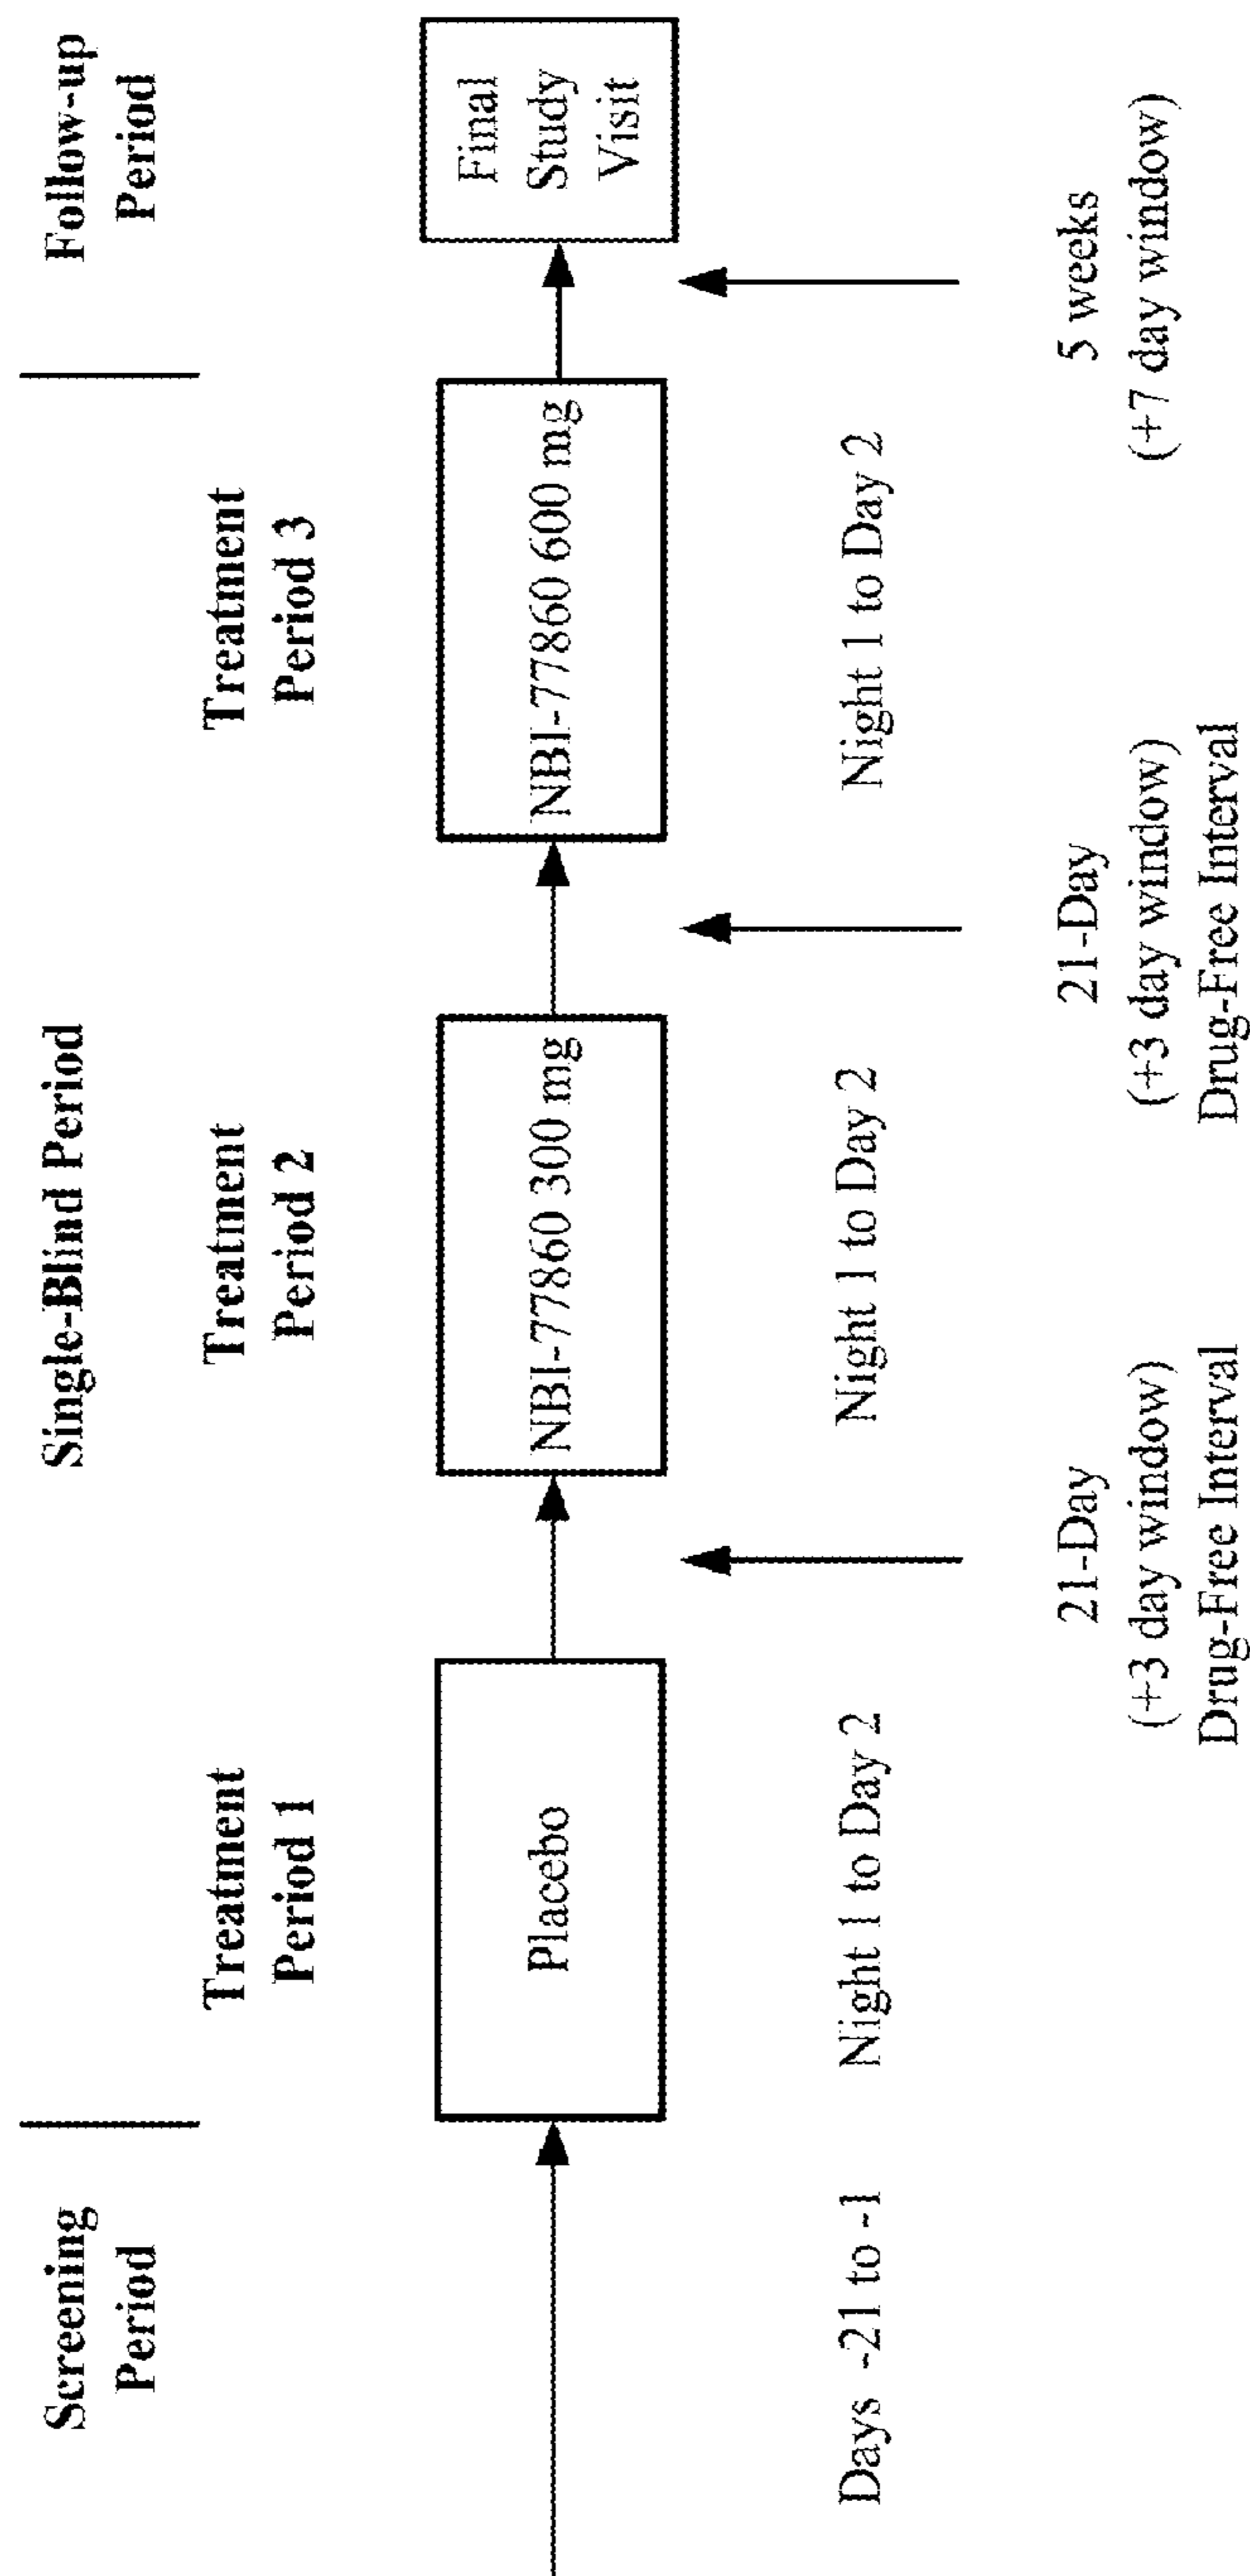 Screening
Period
Single-Blind Period
Follow-up
Period
Treatment
Period 1
Treatment
Period 2
Treatment
Period 3
Placebo
NBI-77860 300 mg
NBI-77860 600 mg
Final
Study
Visit
Days -21 to -1
Night 1 to Day 2
Night 1 to Day 2
Night 1 to Day 2
21-Day
(+3 day window)
Drug-Free Interval
21-Day
(+3 day window)
Drug-Free Interval
5 weeks
(+7 day window)